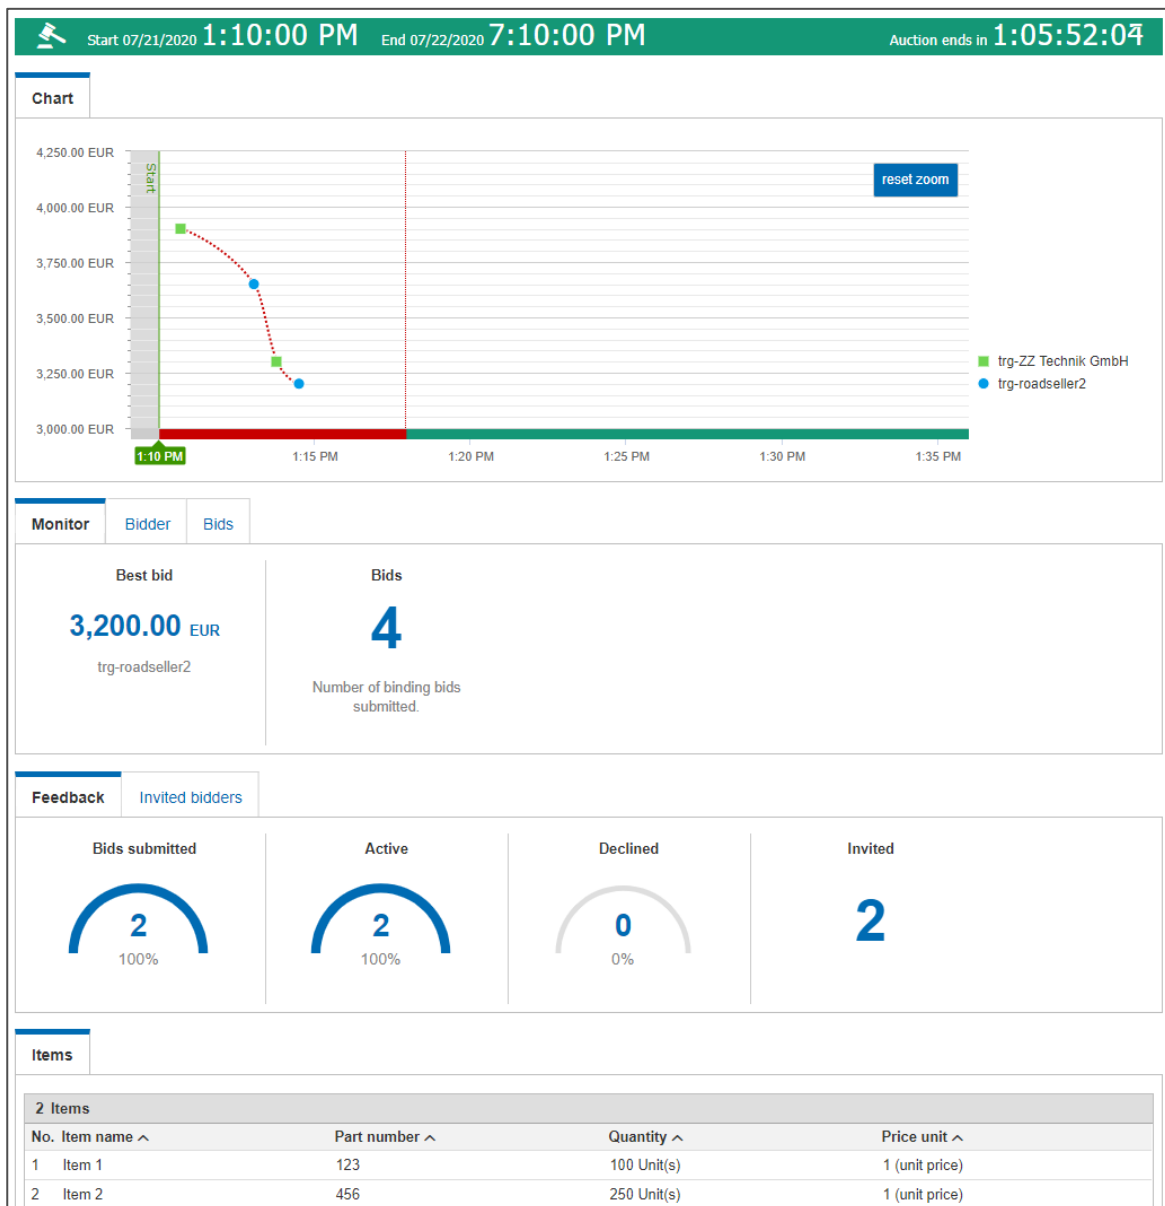 Start 07/21/2020 1:10:00 PM End 07/22/2020 7:10:00 PM Auction ends in 1:05:52:04
Chart
4,250.00 EUR
Start
reset zoom
4,000.00 EUR
3,750.00 EUR
3,500.00 EUR
trg-ZZ Technik GmbH
3,250.00 EUR
trg-roadseller2
3,000.00 EUR
1:10 PM 1:15 PM 1:20 PM 1:25 PM 1:30 PM 1:35 PM
Monitor Bidder Bids
Best bid Bids
3,200.00 EUR 4
trg-roadseller2
Number of binding bids
submitted.
Feedback Invited bidders
Bids submitted Active Declined Invited
2 2 0 2
100% 100% 0%
Items
2 Items
No. Item name Part number Quantity Price unit
1 Item 1 123 100 Unit(s) 1 (unit price)
2 Item 2 456 250 Unit(s) 1 (unit price)